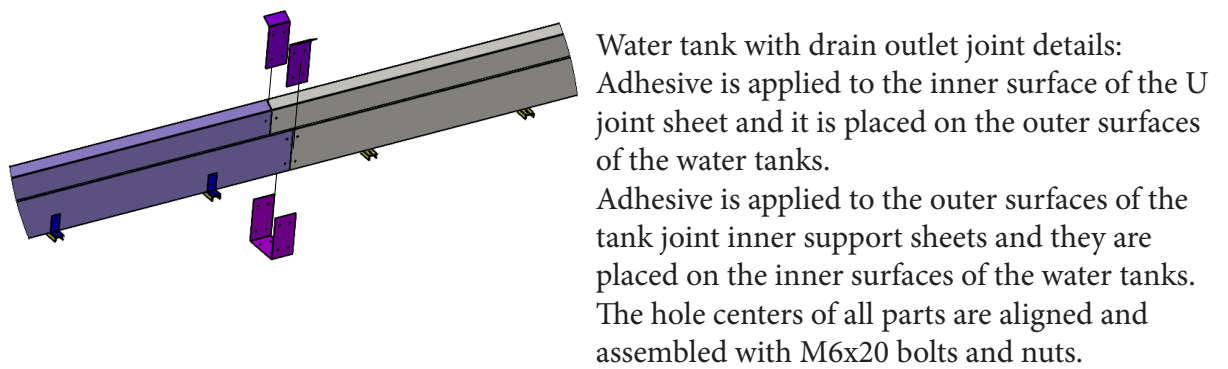 Water tank with drain outlet joint details:
Adhesive is applied to the inner surface of the U
joint sheet and it is placed on the outer surfaces
of the water tanks.
Adhesive is applied to the outer surfaces of the
tank joint inner support sheets and they are
placed on the inner surfaces of the water tanks.
The hole centers of all parts are aligned and
assembled with M6x20 bolts and nuts.